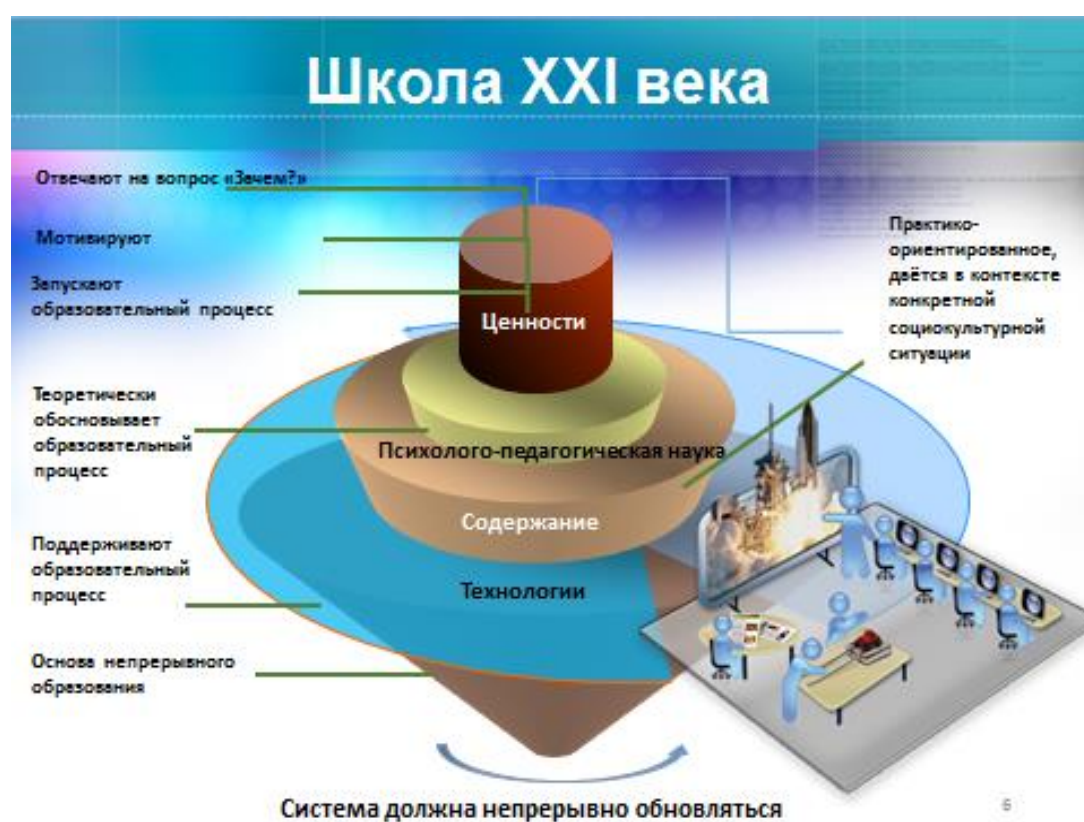 Школа XXI века
Отвечают на вопрос «Зачем?»
Мотивируют
Запускают
образовательный процесс
Ценности
Практико-
ориентированное,
даётся в контексте
конкретной
социокультурной
ситуации
Теоретически
обосновывает
образовательный
процесс
Психолого-педагогическая наука
Содержание
Поддерживают
образовательный
процесс
Технологии
Основа непрерывного
образования
Система должна непрерывно обновляться
6